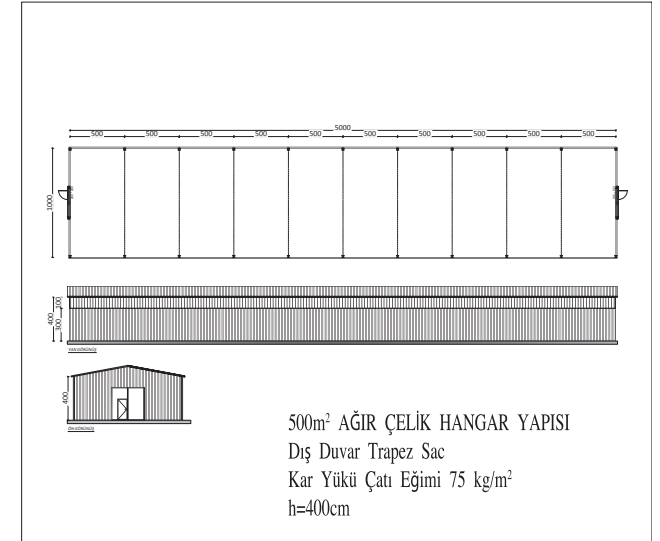 5000
500 500 500 500 500 500 500 500 500 500
1000
400
300
100
YAN GÖRÜNÜŞ
400
ÖN GÖRÜNÜŞ
500m² AĞIR ÇELİK HANGAR YAPISI
Dış Duvar Trapez Sac
Kar Yükü Çatı Eğimi 75 kg/m²
h=400cm